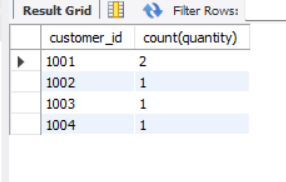 Result Grid Filter Rows:
customer_id count(quantity)
1001 2
1002 1
1003 1
1004 1